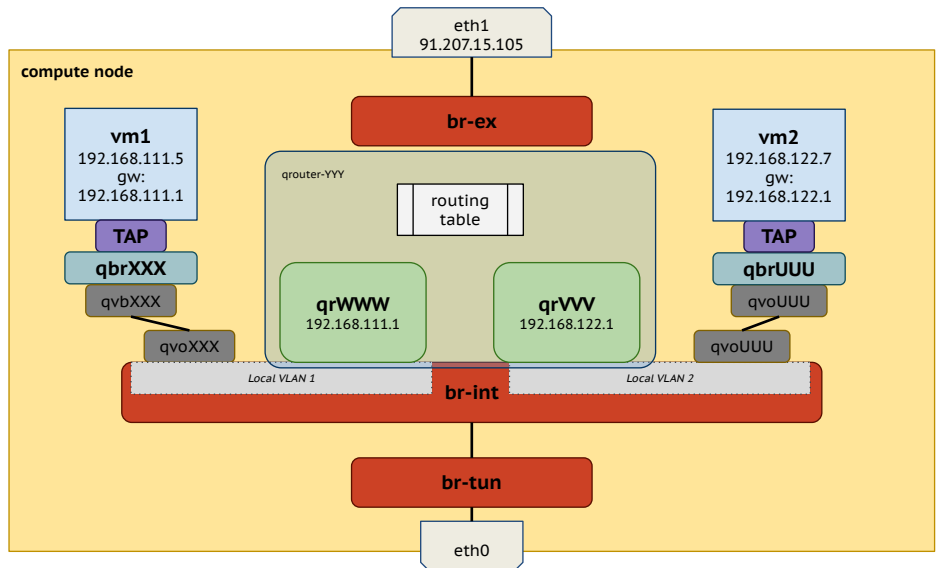 eth1
91.207.15.105
compute node
br-ex
vm1
192.168.111.5
gw:
192.168.111.1
vm2
192.168.122.7
gw:
192.168.122.1
qrouter-YYY
routing
table
TAP
TAP
qbrXXX
qbrUUU
qvbXXX
qvoUUU
qrWWW
192.168.111.1
qrVVV
192.168.122.1
qvoXXX
qvoUUU
Local VLAN 1
Local VLAN 2
br-int
br-tun
eth0